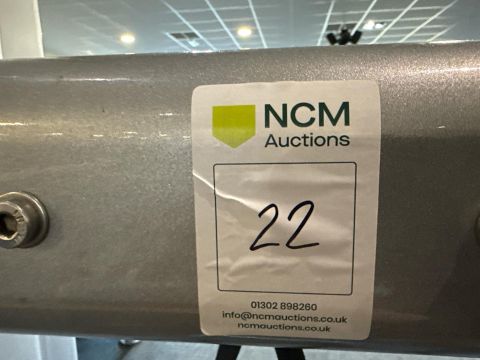 NCM
Auctions
22
01302 898260
info@ncmauctions.co.uk
ncmauctions.co.uk